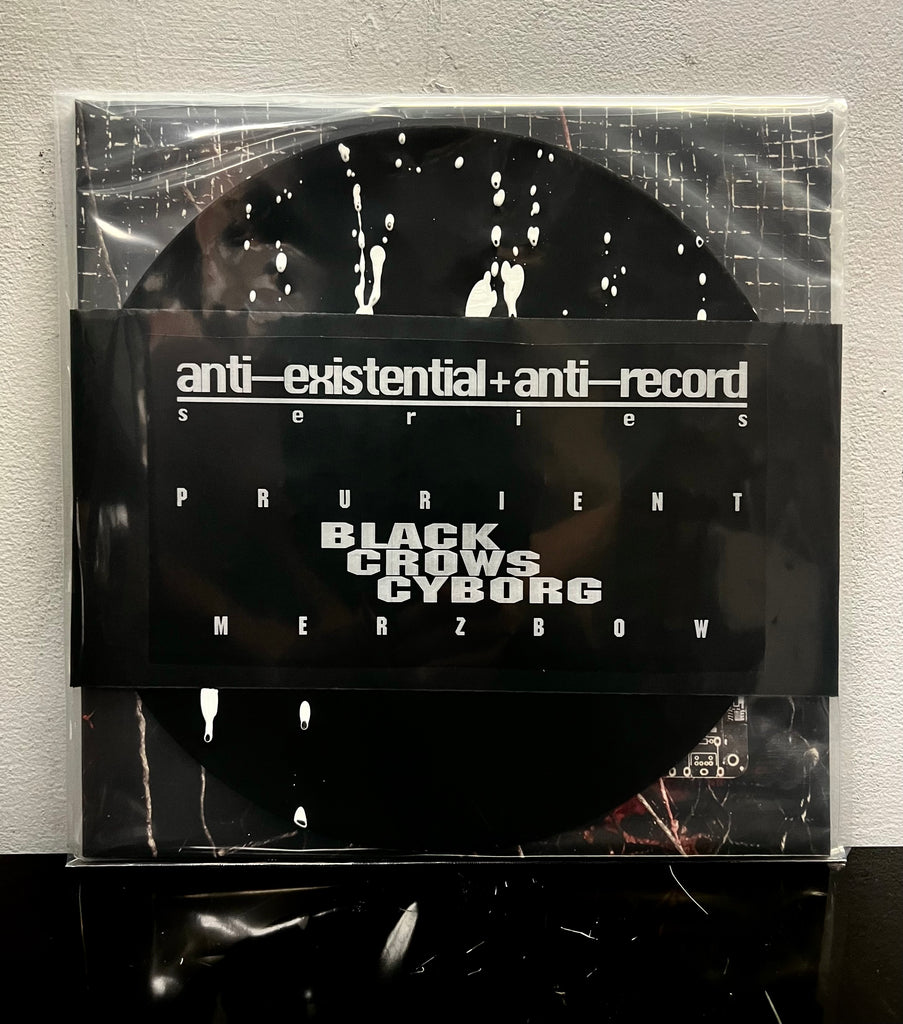 anti—existential+anti—record
series
PRURIENT
BLACK
CROWS
CYBORG
MERZBOW